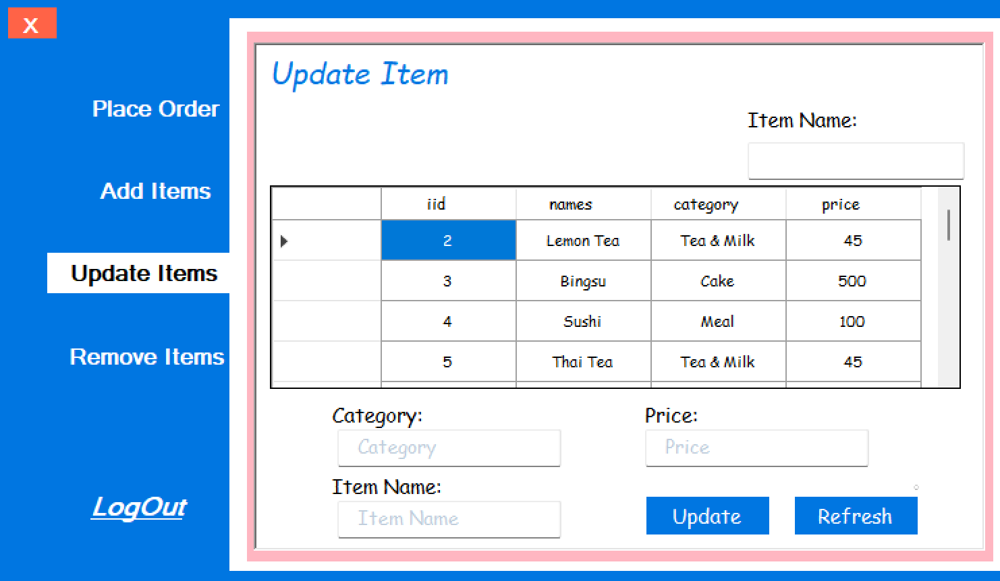 X
Place Order
Add Items
Update Items
Remove Items
LogOut
Update Item
Item Name:
iid names category price
2 Lemon Tea Tea & Milk 45
3 Bingsu Cake 500
4 Sushi Meal 100
5 Thai Tea Tea & Milk 45
Category: Price:
Category Price
Item Name:
Item Name
Update Refresh